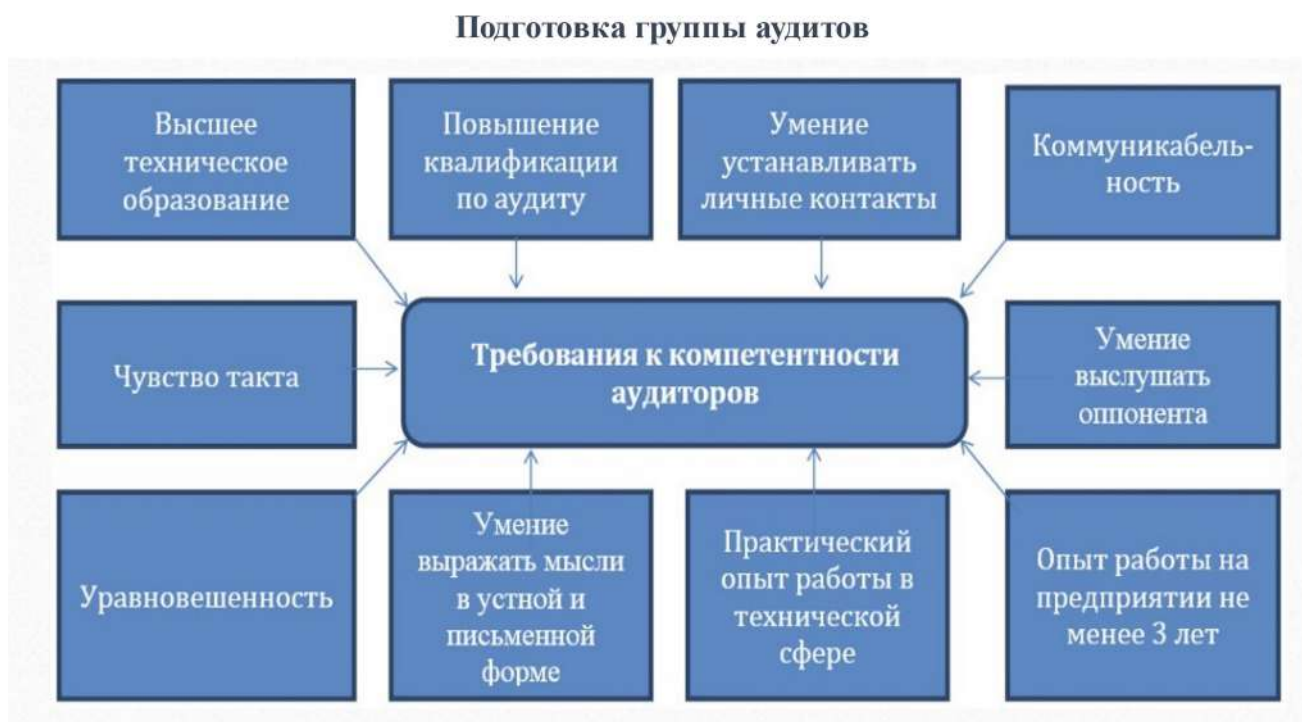 Подготовка группы аудитов
Высшее
техническое
образование
Повышение
квалификации
по аудиту
Умение
устанавливать
личные контакты
Коммуникабель-
ность
Чувство такта
Требования к компетентности
аудиторов
Умение
выслушать
оппонента
Уравновешенность
Умение
выражать мысли
в устной и
письменной
форме
Практический
опыт работы в
технической
сфере
Опыт работы на
предприятии не
менее 3 лет